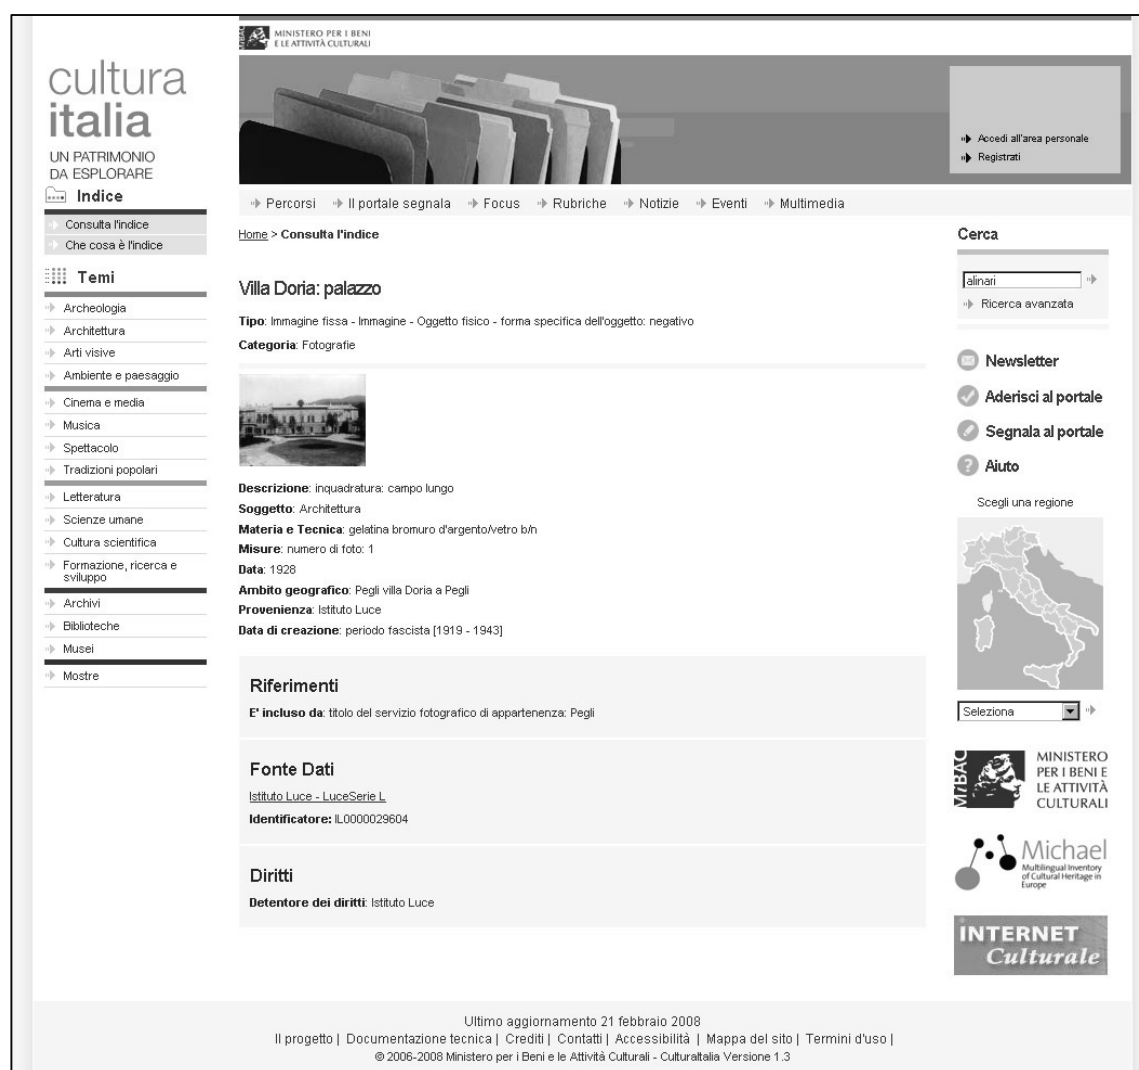 MINISTERO PER I BENI
E LE ATTIVITÀ CULTURALI
MiBAC
cultura
italia
UN PATRIMONIO
DA ESPLORARE
Accedi all'area personale
Registrati
Indice
Consulta l'indice
Che cosa è l'indice
Temi
Archeologia
Architettura
Arti visive
Ambiente e paesaggio
Cinema e media
Musica
Spettacolo
Tradizioni popolari
Letteratura
Scienze umane
Cultura scientifica
Formazione, ricerca e
sviluppo
Archivi
Biblioteche
Musei
Mostre
Percorsi Il portale segnala Focus Rubriche Notizie Eventi Multimedia
Home > Consulta l'indice
Villa Doria: palazzo
Tipo: Immagine fissa - Immagine - Oggetto fisico - forma specifica dell'oggetto: negativo
Categoria: Fotografie
Descrizione: inquadratura: campo lungo
Soggetto: Architettura
Materia e Tecnica: gelatina bromuro d'argento/vetro b/n
Misure: numero di foto: 1
Data: 1928
Ambito geografico: Pegli villa Doria a Pegli
Provenienza: Istituto Luce
Data di creazione: periodo fascista [1919 - 1943]
Riferimenti
E' incluso da: titolo del servizio fotografico di appartenenza: Pegli
Fonte Dati
Istituto Luce - LuceSerie L
Identificatore: IL0000029604
Diritti
Detentore dei diritti: Istituto Luce
Cerca
alinari
Ricerca avanzata
Newsletter
Aderisci al portale
Segnala al portale
Aiuto
Scegli una regione
Seleziona
MiBAC
MINISTERO
PER I BENI E
LE ATTIVITÀ
CULTURALI
Michael
Multilingual Inventory
of Cultural Heritage in
Europe
INTERNET
Culturale
Ultimo aggiornamento 21 febbraio 2008
Il progetto | Documentazione tecnica | Crediti | Contatti | Accessibilità | Mappa del sito | Termini d'uso |
© 2006-2008 Ministero per i Beni e le Attività Culturali - CulturaItalia Versione 1.3